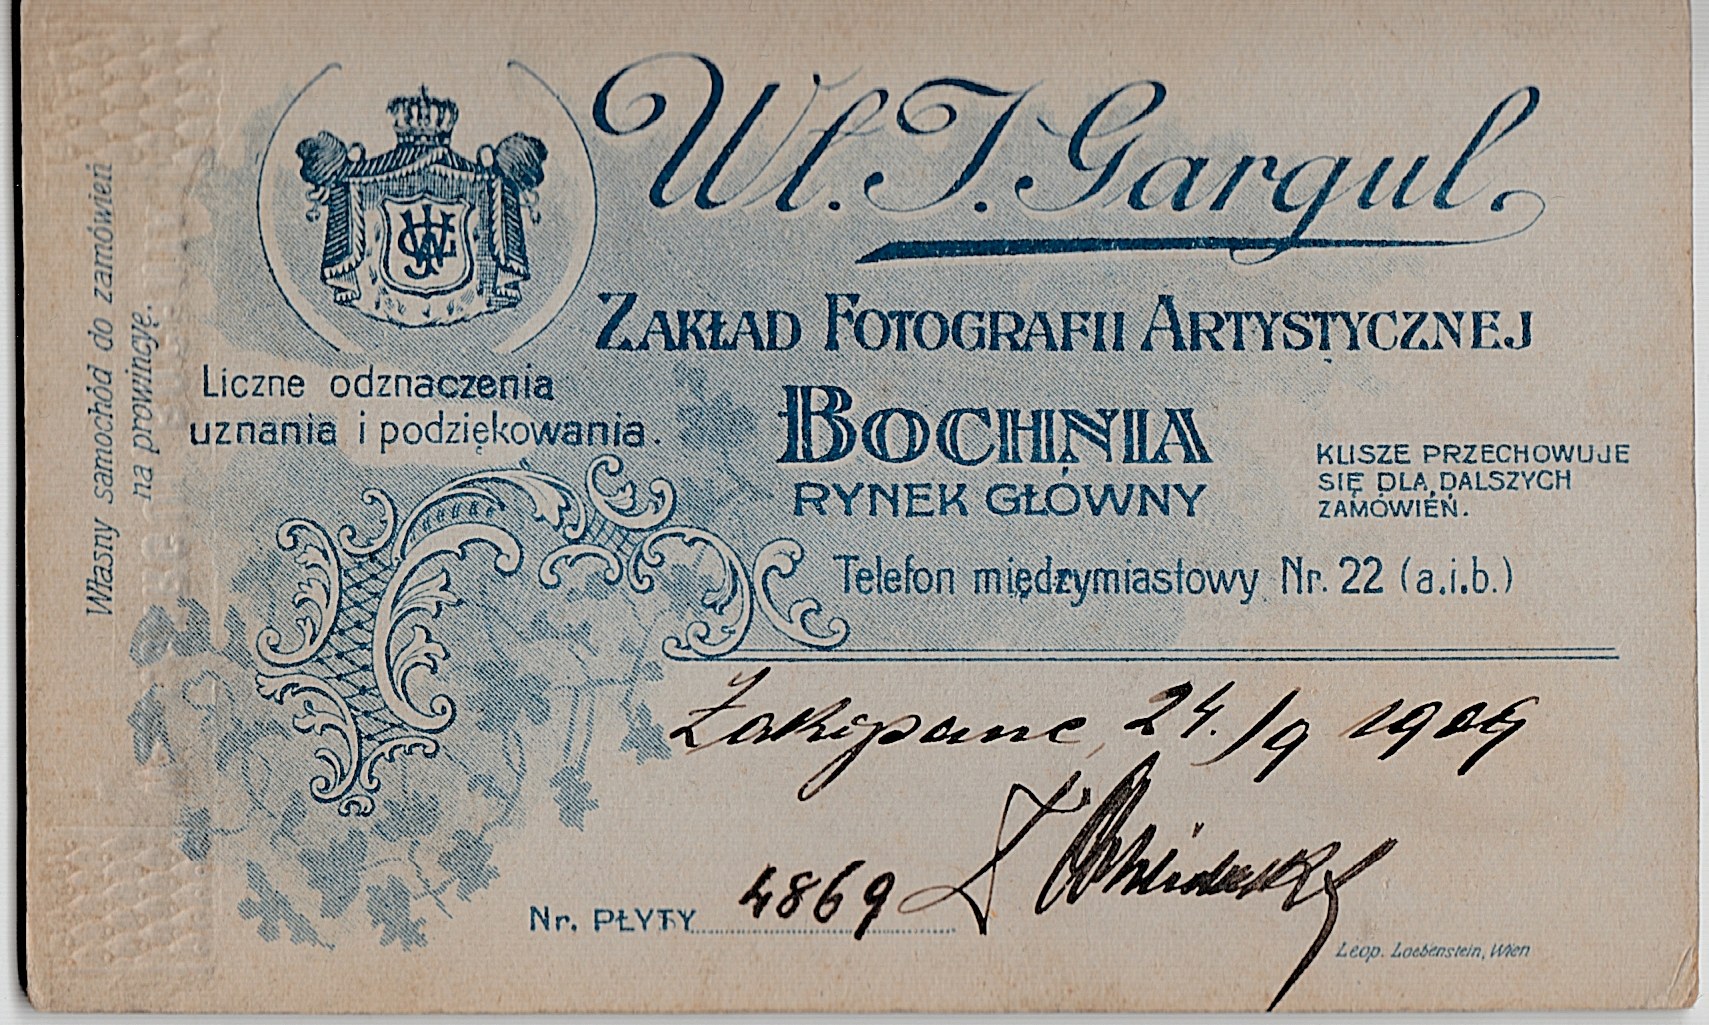 Wł. J. Gargul.
ZAKŁAD FOTOGRAFII ARTYSTYCZNEJ
Liczne odznaczenia
uznania i podziękowania.
BOCHNIA
RYNEK GŁÓWNY
KLISZE PRZECHOWUJE
SIĘ DLA DALSZYCH
ZAMÓWIEŃ.
Telefon międzymiastowy Nr. 22 (a.i.b.)
Własny samochód do zamówień
na prowincyę.
Zakopane, 24./9 1909
Nr. PŁYTY 4869
Leop. Loebenstein, Wien